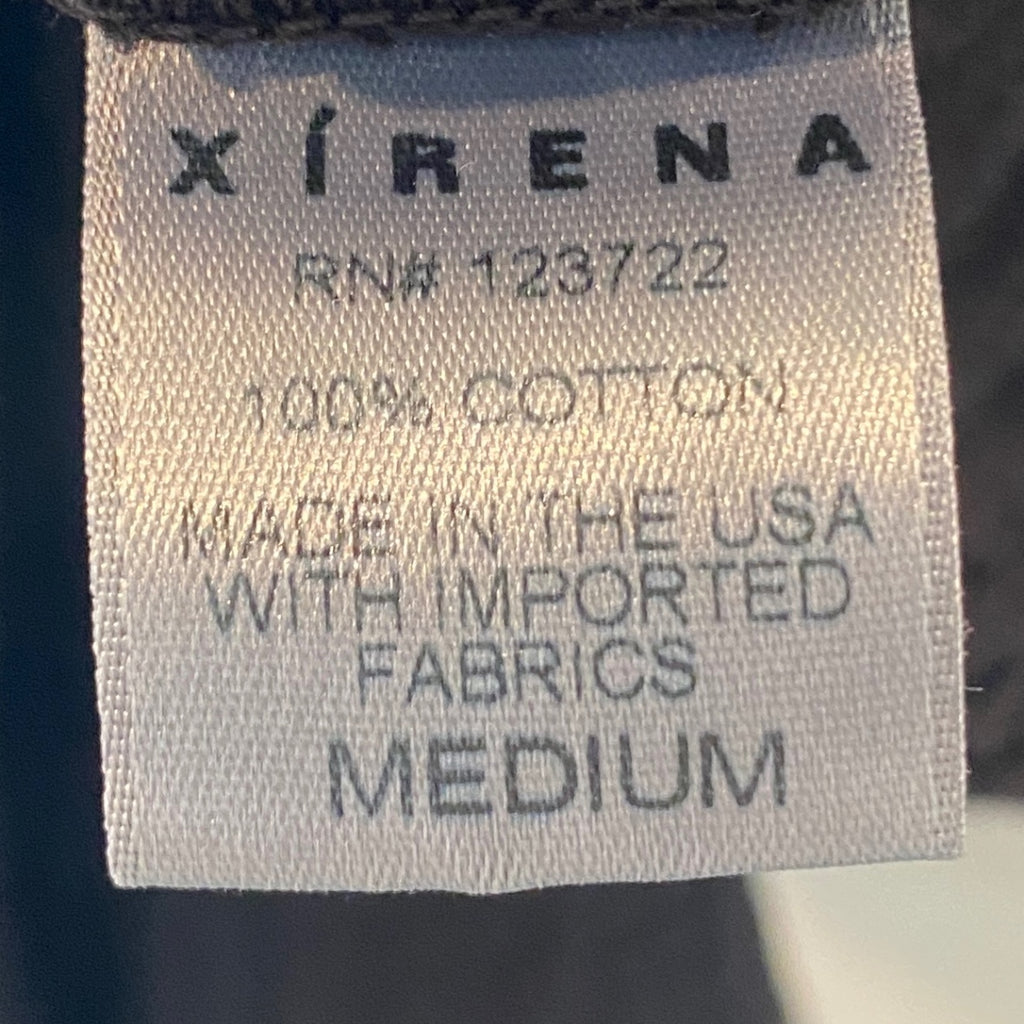 XÍRENA
RN# 123722
100% COTTON
MADE IN THE USA
WITH IMPORTED
FABRICS
MEDIUM